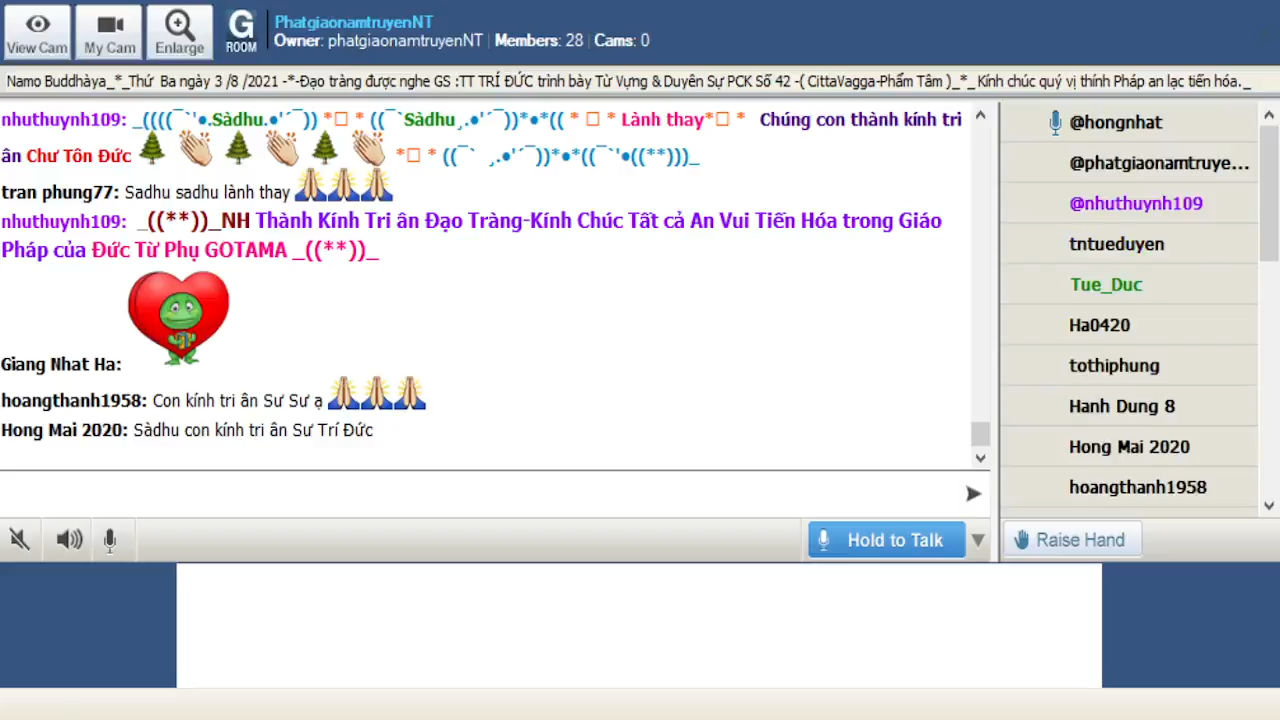 View Cam
My Cam
Enlarge
G
ROOM
PhatgiaonamtruyenNT
Owner: phatgiaonamtruyenNT | Members: 28 | Cams: 0
Namo Buddhàya_*_Thứ Ba ngày 3 /8 /2021 -*-Đạo tràng được nghe GS :TT TRÍ ĐỨC trình bày Từ Vựng & Duyên Sự PCK Số 42 -( CittaVagga-Phẩm Tâm )_*_ Kính chúc quý vị thính Pháp an lạc tiến hóa._
nhuthuynh109: _((((¯`'•.Sàdhu.•'´¯)) *▯ * ((¯`Sàdhu¸.•'´¯))*•*(( * ▯ * Lành thay*▯ * Chúng con thành kính tri
ân Chư Tôn Đức 🌲 👏 🌲 👏 🌲 👏 *▯ * ((¯` ¸.•'´¯))*•*((¯`'•((**)))_
tran phung77: Sadhu sadhu lành thay 🙏🙏🙏
nhuthuynh109: _((**))_NH Thành Kính Tri ân Đạo Tràng-Kính Chúc Tất cả An Vui Tiến Hóa trong Giáo
Pháp của Đức Từ Phụ GOTAMA _((**))_
Giang Nhat Ha:
hoangthanh1958: Con kính tri ân Sư Sư ạ 🙏🙏🙏
Hong Mai 2020: Sàdhu con kính tri ân Sư Trí Đức
@hongnhat
@phatgiaonamtruye...
@nhuthuynh109
tntueduyen
Tue_Duc
Ha0420
tothiphung
Hanh Dung 8
Hong Mai 2020
hoangthanh1958
Hold to Talk
Raise Hand